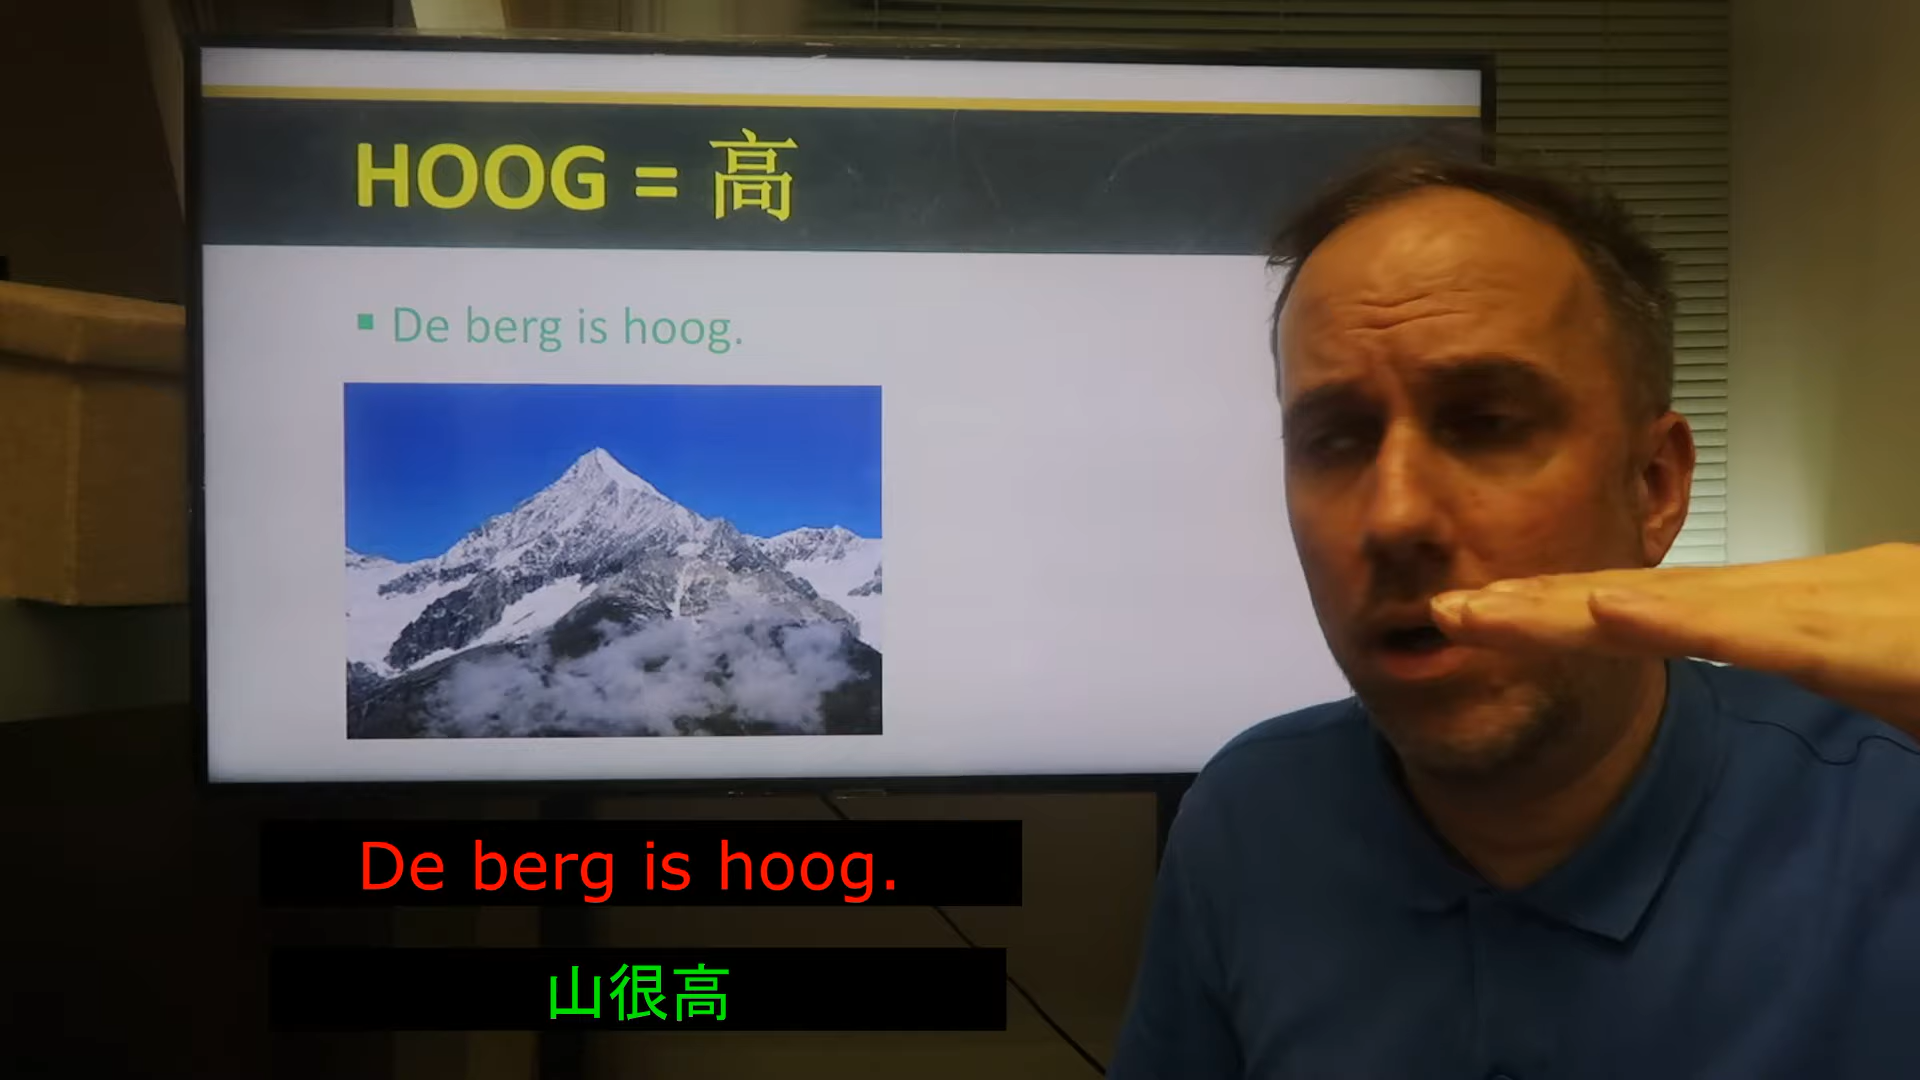 HOOG = 高
De berg is hoog.
De berg is hoog.
山很高